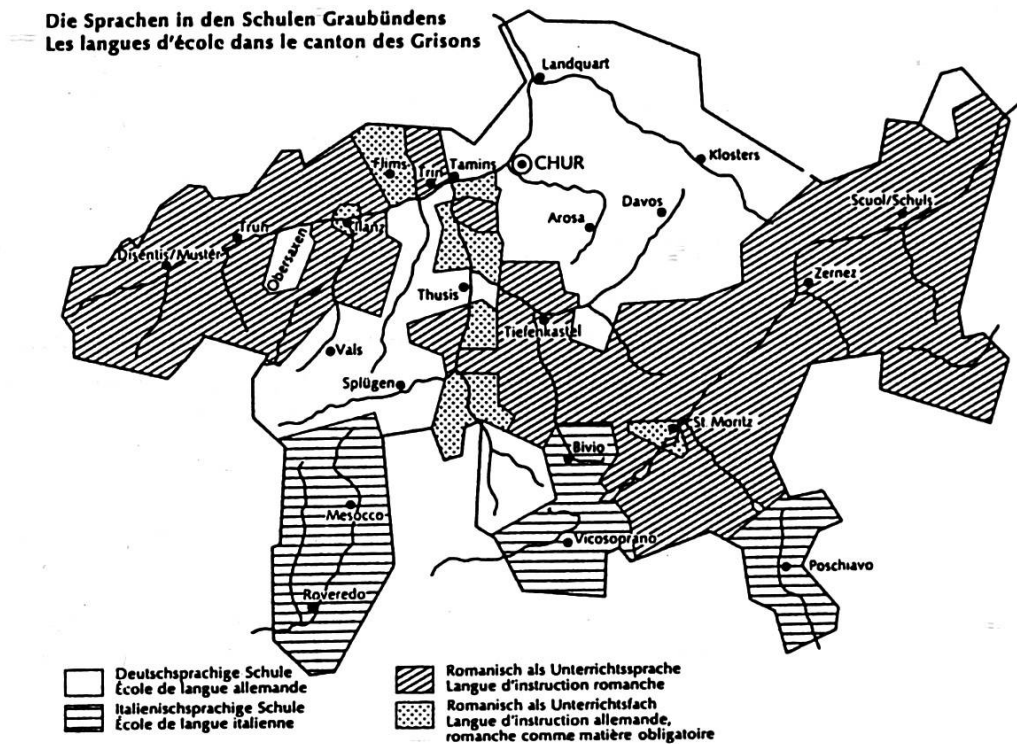 Die Sprachen in den Schulen Graubündens
Les langues d'école dans le canton des Grisons
Landquart
Klosters
CHUR
Tamins
Trin
Flims
Davos
Arosa
Scuol/Schuls
Ilanz
Trun
Disentis/Mustér
Obersaxen
Zernez
Thusis
Tiefenkastel
Vals
Splügen
St. Moritz
Bivio
Mesocco
Vicosoprano
Poschiavo
Roveredo
Deutschsprachige Schule
École de langue allemande
Italienischsprachige Schule
École de langue italienne
Romanisch als Unterrichtssprache
Langue d'instruction romanche
Romanisch als Unterrichtsfach
Langue d'instruction allemande,
romanche comme matière obligatoire